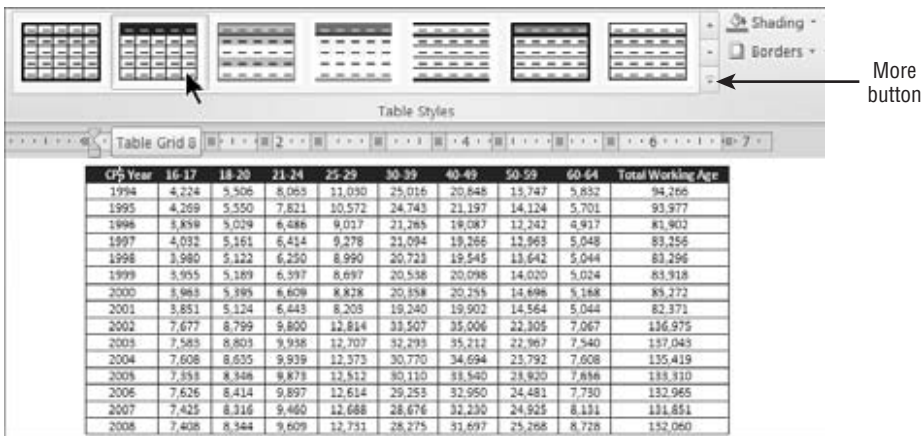 Shading
Borders
More
button
Table Styles
Table Grid 8
2 4 6 7
CPS Year 16-17 18-20 21-24 25-29 30-39 40-49 50-59 60-64 Total Working Age
1994 4,224 5,506 8,063 11,030 25,016 20,848 13,747 5,832 94,266
1995 4,269 5,550 7,821 10,572 24,743 21,197 14,124 5,701 93,977
1996 3,859 5,029 6,486 9,017 21,265 19,087 12,242 4,917 81,902
1997 4,032 5,161 6,414 9,278 21,094 19,266 12,963 5,048 83,256
1998 3,980 5,122 6,250 8,990 20,723 19,545 13,642 5,044 83,296
1999 3,955 5,189 6,397 8,697 20,538 20,098 14,020 5,024 83,918
2000 3,963 5,395 6,609 8,828 20,358 20,255 14,696 5,168 85,272
2001 3,851 5,124 6,443 8,203 19,240 19,902 14,564 5,044 82,371
2002 7,677 8,799 9,800 12,814 33,507 35,006 22,305 7,067 136,975
2003 7,583 8,803 9,938 12,707 32,293 35,212 22,967 7,540 137,043
2004 7,608 8,635 9,939 12,373 30,770 34,694 23,792 7,608 135,419
2005 7,353 8,346 9,873 12,512 30,110 33,540 23,920 7,656 133,310
2006 7,626 8,414 9,897 12,614 29,253 32,950 24,481 7,730 132,965
2007 7,425 8,316 9,460 12,688 28,676 32,230 24,925 8,131 131,851
2008 7,408 8,344 9,609 12,731 28,275 31,697 25,268 8,728 132,060